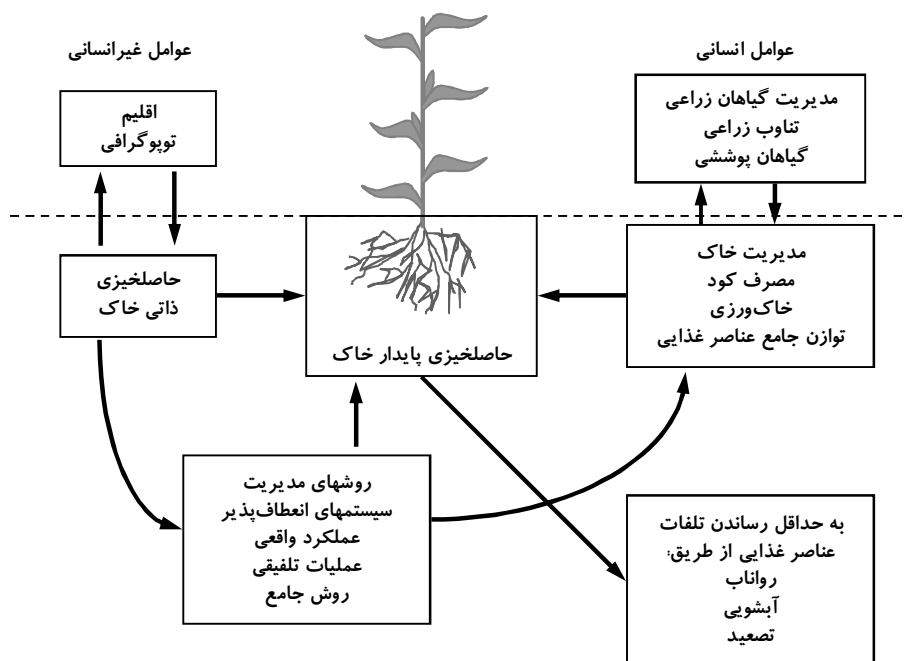 عوامل انسانی
عوامل غیرانسانی
مدیریت گیاهان زراعی
تناوب زراعی
گیاهان پوششی
اقلیم
توپوگرافی
مدیریت خاک
مصرف کود
خاک‌ورزی
توازن جامع عناصر غذایی
حاصلخیزی پایدار خاک
حاصلخیزی
ذاتی خاک
روشهای مدیریت
سیستمهای انعطاف‌پذیر
عملکرد واقعی
عملیات تلفیقی
روش جامع
به حداقل رساندن تلفات
عناصر غذایی از طریق:
رواناب
آبشویی
تصعید